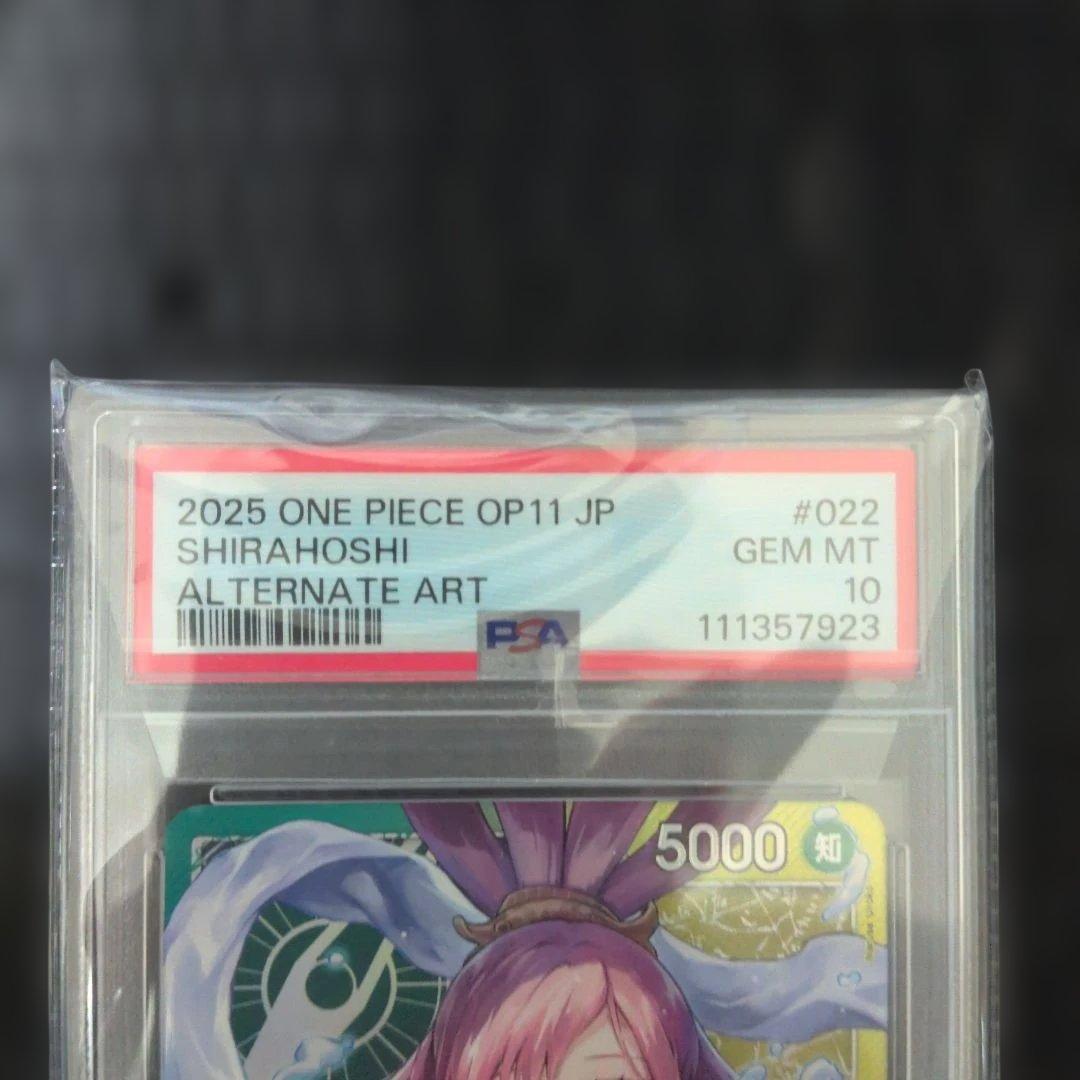 2025 ONE PIECE OP11 JP #022
SHIRAHOSHI GEM MT
ALTERNATE ART 10
PSA 111357923
5000 知